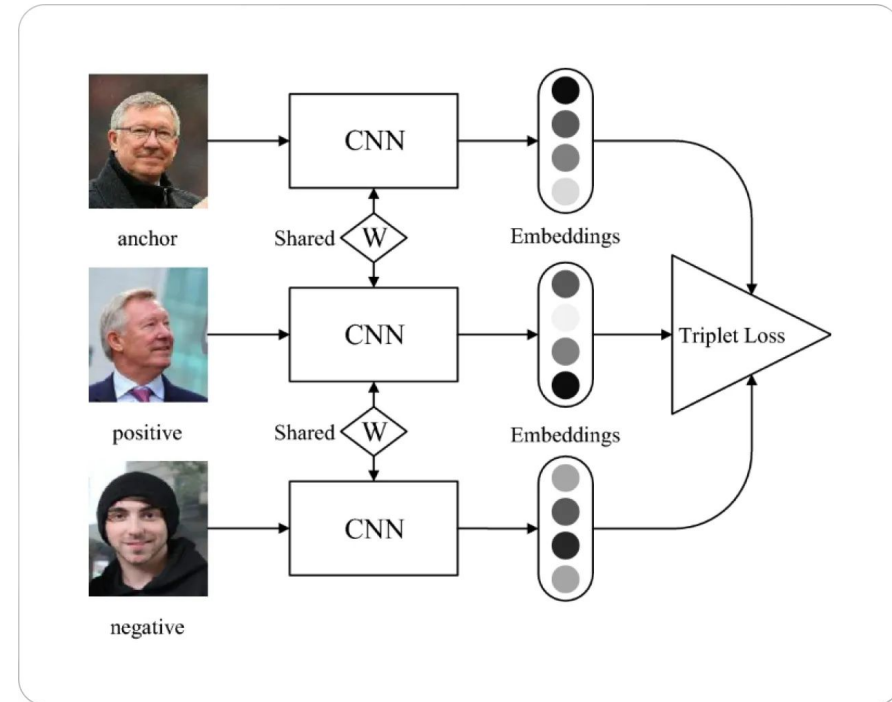 CNN
anchor
Shared
W
Embeddings
CNN
Triplet Loss
positive
Shared
W
Embeddings
CNN
negative